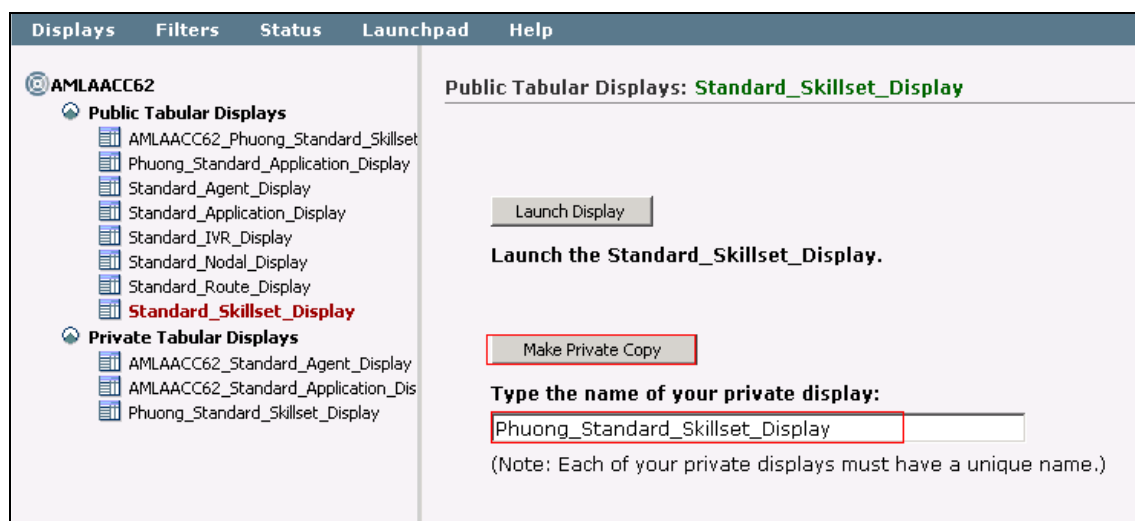 Displays Filters Status Launchpad Help
AMLAACC62
Public Tabular Displays
AMLAACC62_Phuong_Standard_Skillset
Phuong_Standard_Application_Display
Standard_Agent_Display
Standard_Application_Display
Standard_IVR_Display
Standard_Nodal_Display
Standard_Route_Display
Standard_Skillset_Display
Private Tabular Displays
AMLAACC62_Standard_Agent_Display
AMLAACC62_Standard_Application_Dis
Phuong_Standard_Skillset_Display
Public Tabular Displays: Standard_Skillset_Display
Launch Display
Launch the Standard_Skillset_Display.
Make Private Copy
Type the name of your private display:
Phuong_Standard_Skillset_Display
(Note: Each of your private displays must have a unique name.)